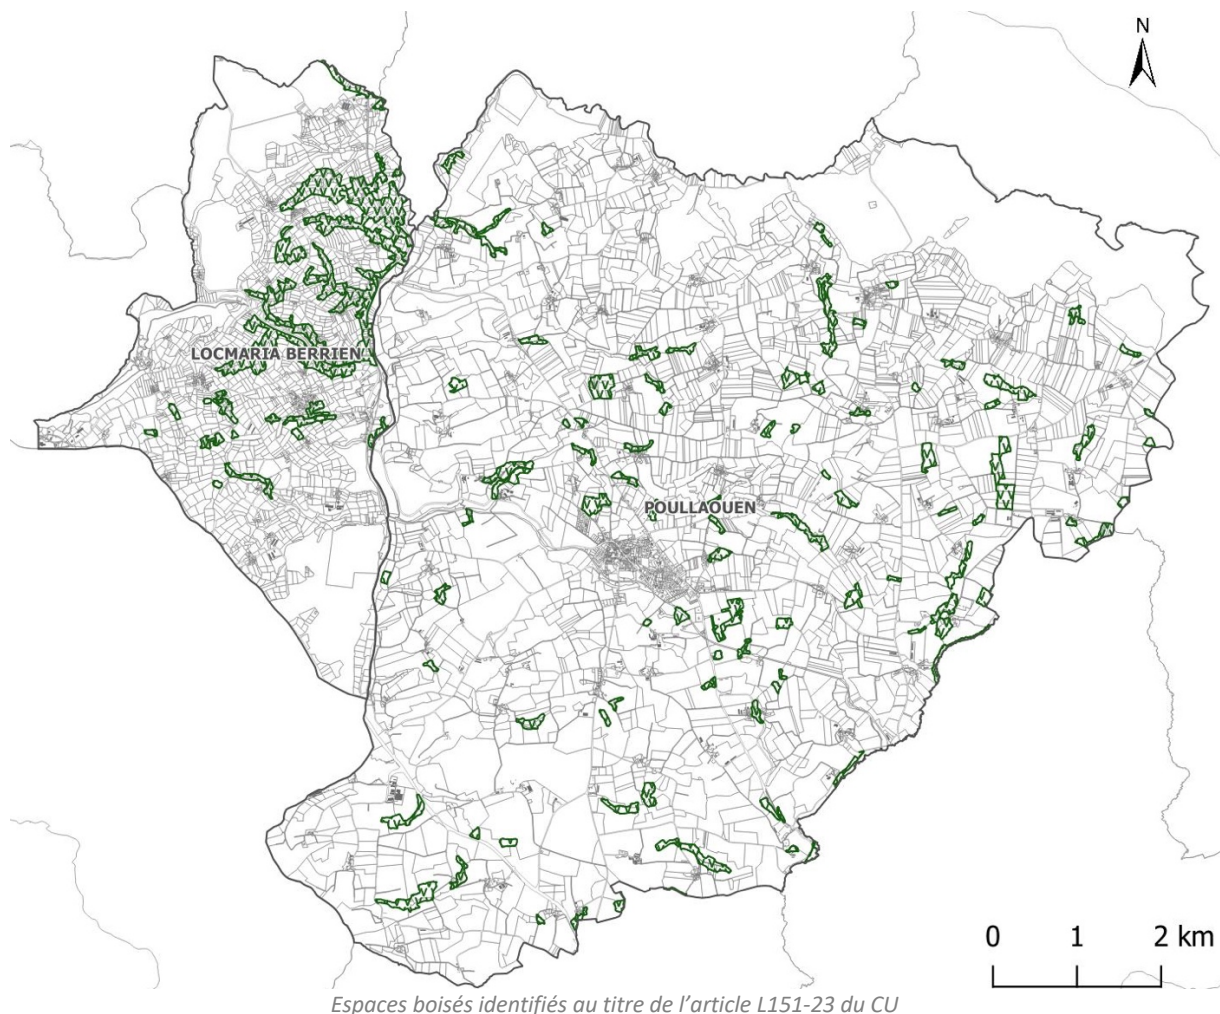 N
LOCMARIA BERRIEN
POULLAOUEN
0 1 2 km
Espaces boisés identifiés au titre de l’article L151-23 du CU